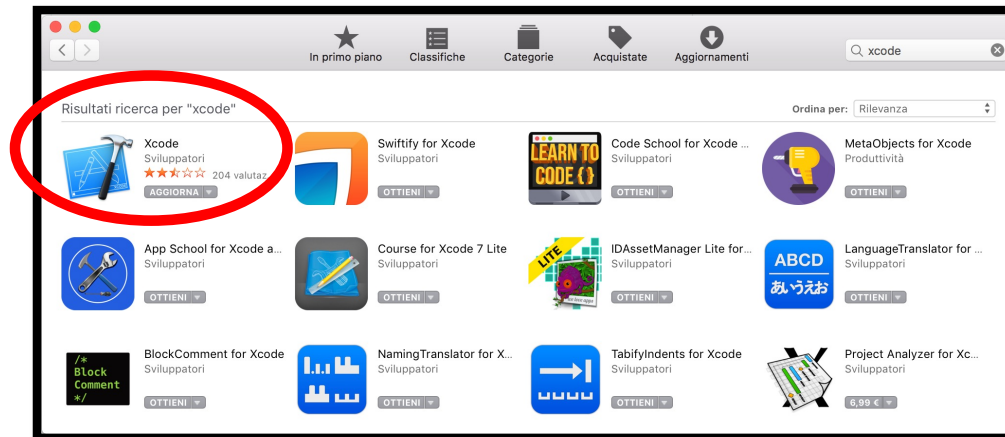 In primo piano
Classifiche
Categorie
Acquistate
Aggiornamenti
xcode
Risultati ricerca per "xcode"
Ordina per: Rilevanza
Xcode
Sviluppatori
204 valutaz
AGGIORNA
Swiftify for Xcode
Sviluppatori
OTTIENI
LEARN TO
CODE {}
Code School for Xcode ...
Sviluppatori
OTTIENI
MetaObjects for Xcode
Produttività
OTTIENI
App School for Xcode a...
Sviluppatori
OTTIENI
Course for Xcode 7 Lite
Sviluppatori
OTTIENI
LITE
IDAssetManager Lite for...
Sviluppatori
OTTIENI
ABCD
あいうえお
LanguageTranslator for ...
Sviluppatori
OTTIENI
/*
Block
Comment
*/
BlockComment for Xcode
Sviluppatori
OTTIENI
NamingTranslator for X...
Sviluppatori
OTTIENI
TabifyIndents for Xcode
Sviluppatori
OTTIENI
Project Analyzer for Xc...
Sviluppatori
6,99 €